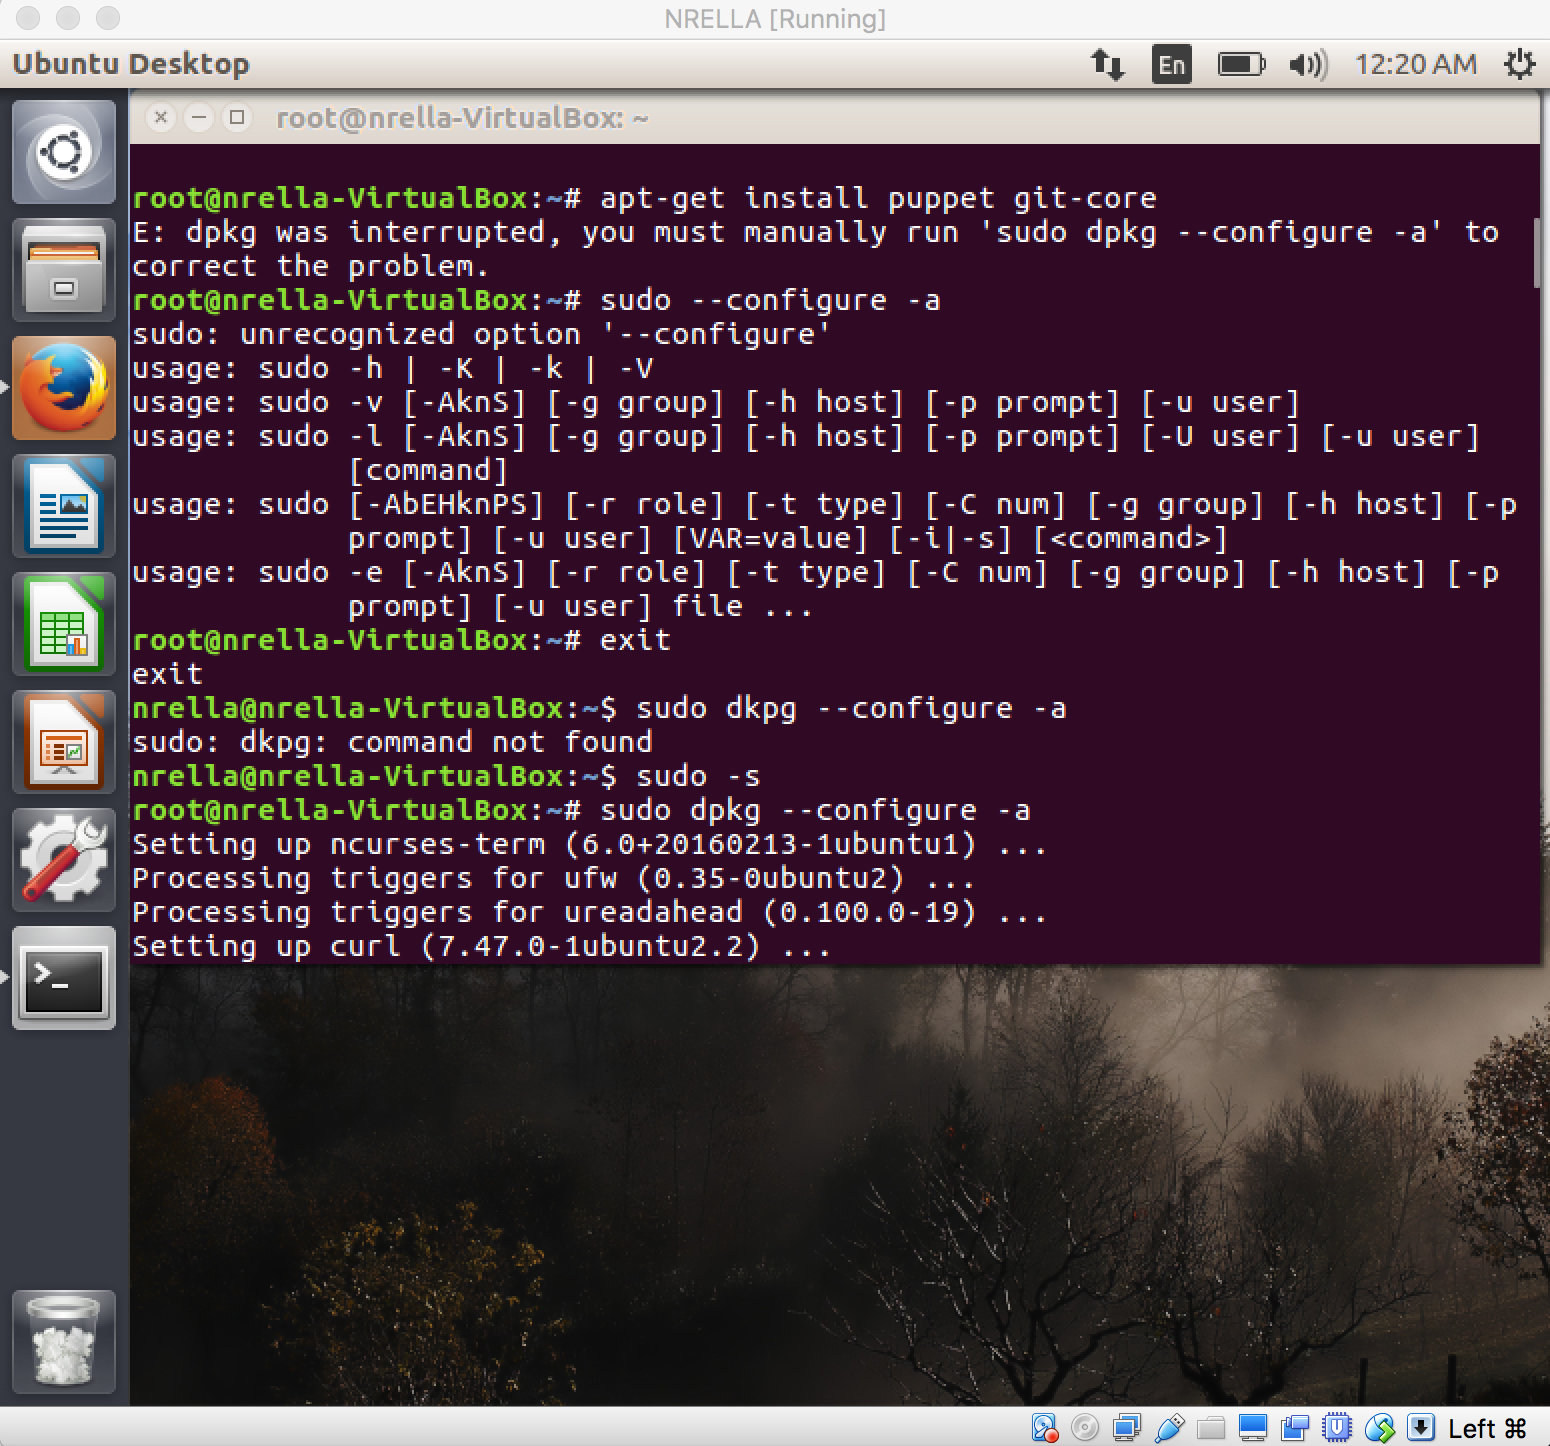 NRELLA [Running]
Ubuntu Desktop
En
12:20 AM
root@nrella-VirtualBox: ~
root@nrella-VirtualBox:~# apt-get install puppet git-core
E: dpkg was interrupted, you must manually run 'sudo dpkg --configure -a' to
correct the problem.
root@nrella-VirtualBox:~# sudo --configure -a
sudo: unrecognized option '--configure'
usage: sudo -h | -K | -k | -V
usage: sudo -v [-AknS] [-g group] [-h host] [-p prompt] [-u user]
usage: sudo -l [-AknS] [-g group] [-h host] [-p prompt] [-U user] [-u user]
            [command]
usage: sudo [-AbEHknPS] [-r role] [-t type] [-C num] [-g group] [-h host] [-p
            prompt] [-u user] [VAR=value] [-i|-s] [<command>]
usage: sudo -e [-AknS] [-r role] [-t type] [-C num] [-g group] [-h host] [-p
            prompt] [-u user] file ...
root@nrella-VirtualBox:~# exit
exit
nrella@nrella-VirtualBox:~$ sudo dkpg --configure -a
sudo: dkpg: command not found
nrella@nrella-VirtualBox:~$ sudo -s
root@nrella-VirtualBox:~# sudo dpkg --configure -a
Setting up ncurses-term (6.0+20160213-1ubuntu1) ...
Processing triggers for ufw (0.35-0ubuntu2) ...
Processing triggers for ureadahead (0.100.0-19) ...
Setting up curl (7.47.0-1ubuntu2.2) ...
Left ⌘